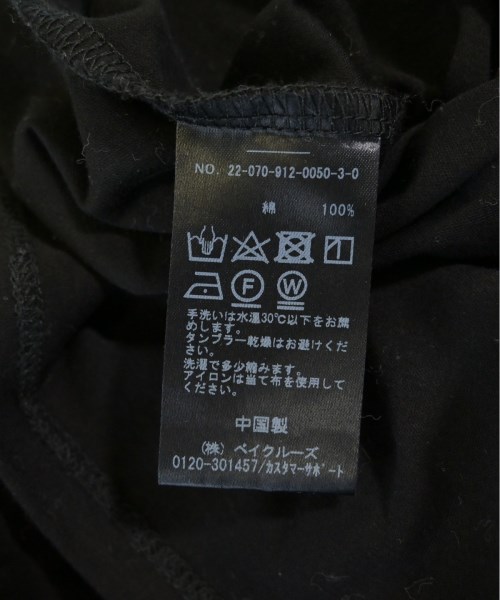 NO. 22-070-912-0050-3-0
綿 100%
F W
手洗いは水温30℃以下をお薦
めします。
タンブラー乾燥はお避けくださ
い。
洗濯で多少縮みます。
アイロンは当て布を使用して
ください。
中国製
(株) ベイクルーズ
0120-301457/カスタマーサポート